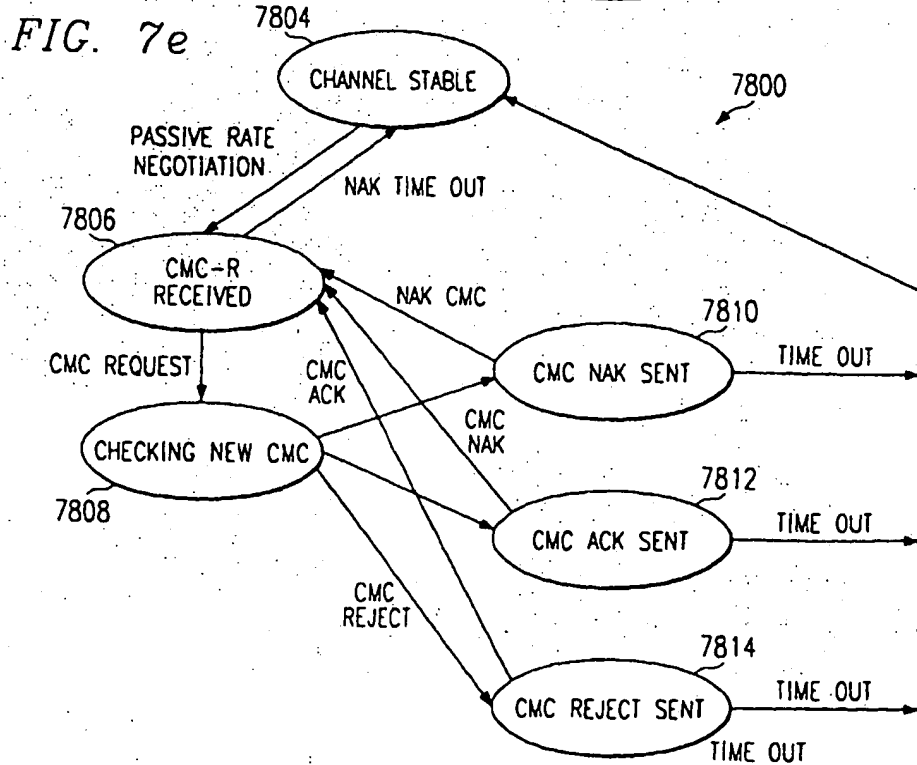 FIG. 7e
7804
CHANNEL STABLE
7800
PASSIVE RATE
NEGOTIATION
NAK TIME OUT
7806
CMC-R
RECEIVED
NAK CMC
7810
CMC REQUEST
CMC
ACK
CMC NAK SENT
TIME OUT
CHECKING NEW CMC
CMC
NAK
7808
7812
CMC ACK SENT
TIME OUT
CMC
REJECT
7814
CMC REJECT SENT
TIME OUT
TIME OUT